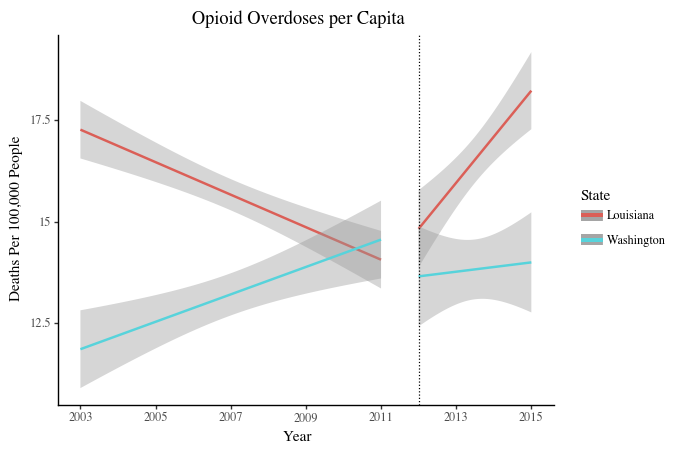 Opioid Overdoses per Capita
Deaths Per 100,000 People
17.5
15
12.5
2003 2005 2007 2009 2011 2013 2015
Year
State
Louisiana
Washington